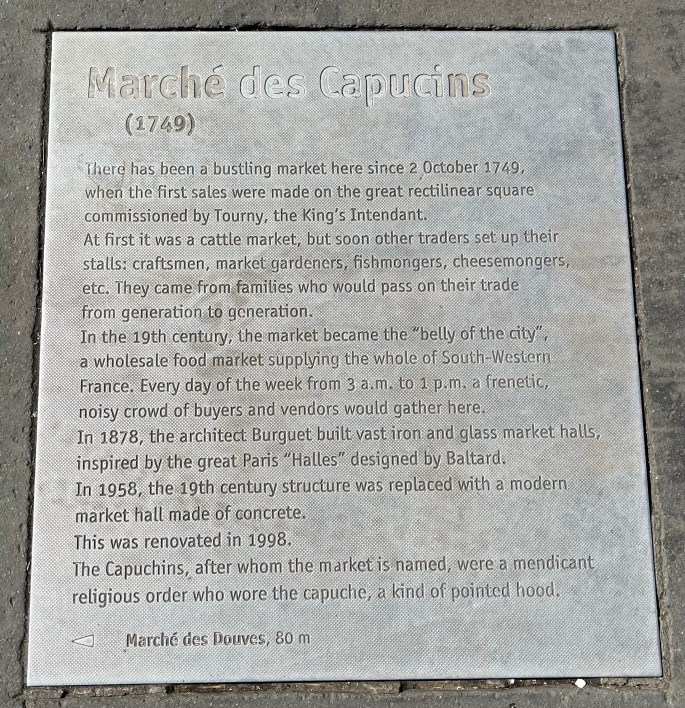 Marché des Capucins
(1749)
There has been a bustling market here since 2 October 1749,
when the first sales were made on the great rectilinear square
commissioned by Tourny, the King's Intendant.
At first it was a cattle market, but soon other traders set up their
stalls: craftsmen, market gardeners, fishmongers, cheesemongers,
etc. They came from families who would pass on their trade
from generation to generation.
In the 19th century, the market became the "belly of the city",
a wholesale food market supplying the whole of South-Western
France. Every day of the week from 3 a.m. to 1 p.m. a frenetic,
noisy crowd of buyers and vendors would gather here.
In 1878, the architect Burguet built vast iron and glass market halls,
inspired by the great Paris "Halles" designed by Baltard.
In 1958, the 19th century structure was replaced with a modern
market hall made of concrete.
This was renovated in 1998.
The Capuchins, after whom the market is named, were a mendicant
religious order who wore the capuche, a kind of pointed hood.
Marché des Douves, 80 m